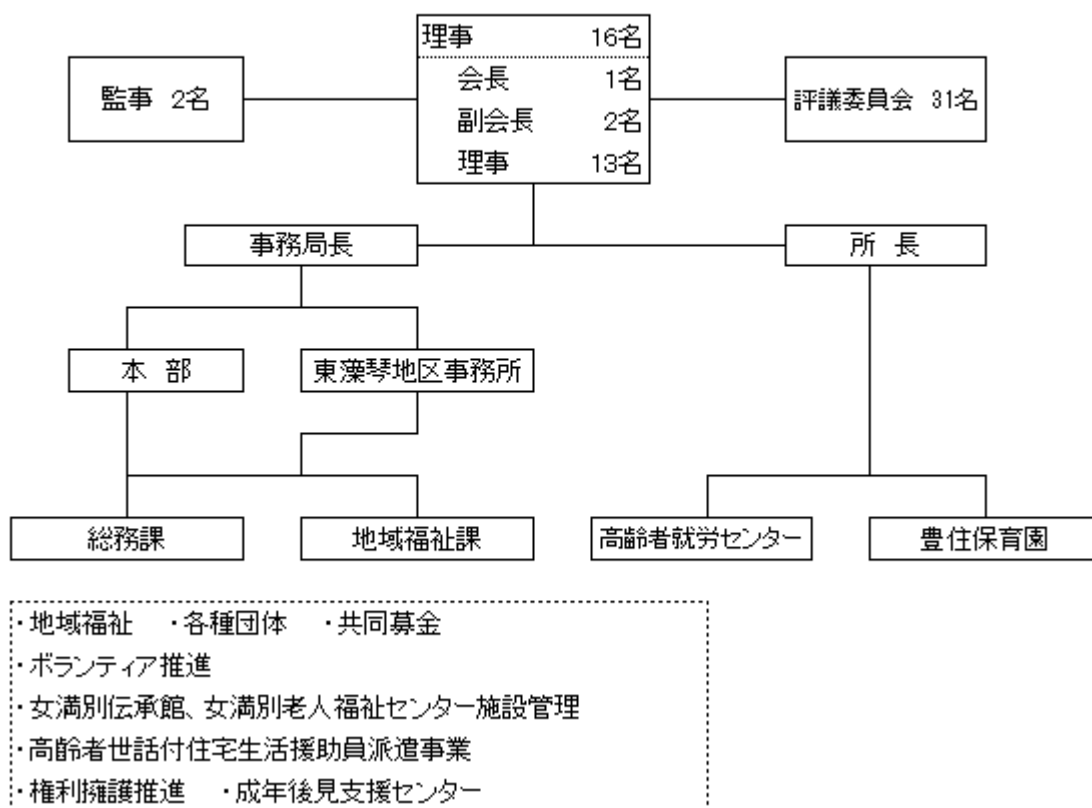 理事 16名
会長 1名
副会長 2名
理事 13名
監事 2名
評議委員会 31名
事務局長
所 長
本 部
東藻琴地区事務所
総務課
地域福祉課
高齢者就労センター
豊住保育園
・地域福祉 ・各種団体 ・共同募金
・ボランティア推進
・女満別伝承館、女満別老人福祉センター施設管理
・高齢者世話付住宅生活援助員派遣事業
・権利擁護推進 ・成年後見支援センター